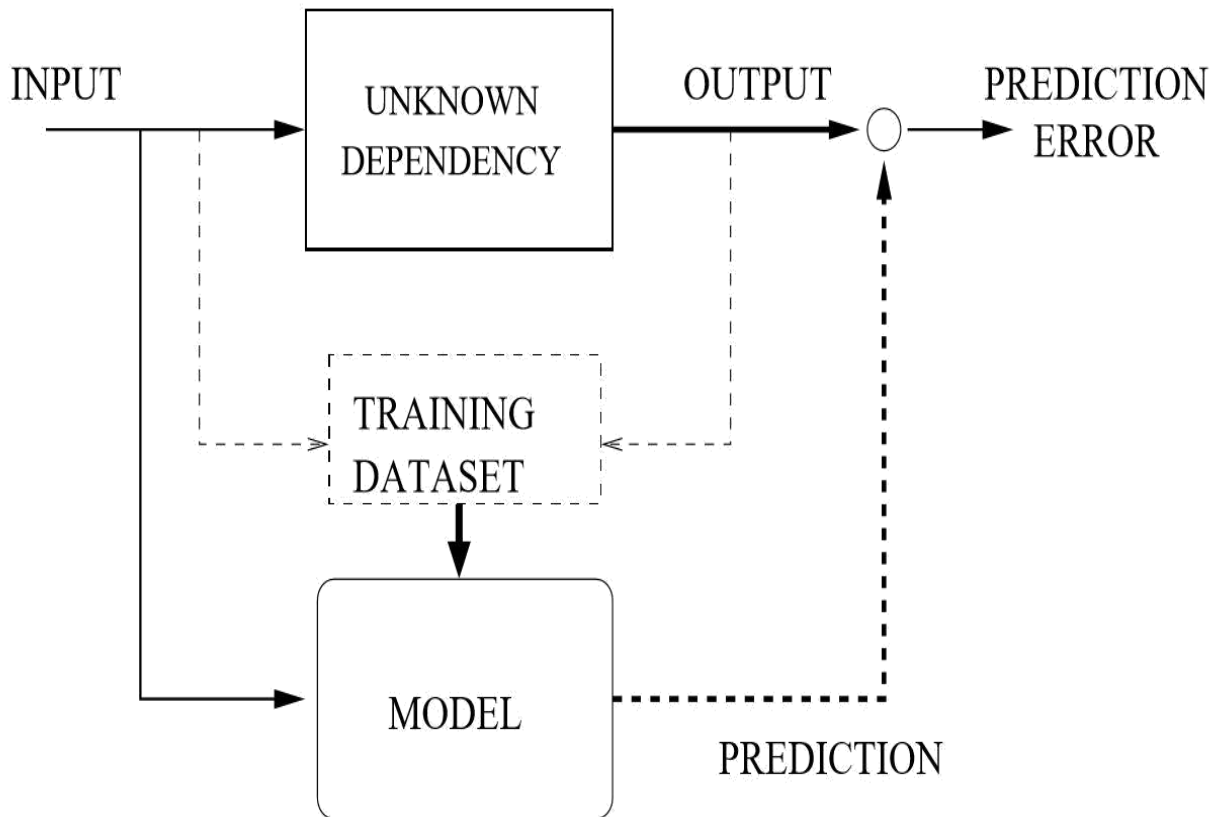 INPUT
UNKNOWN
DEPENDENCY
OUTPUT
PREDICTION
ERROR
TRAINING
DATASET
MODEL
PREDICTION